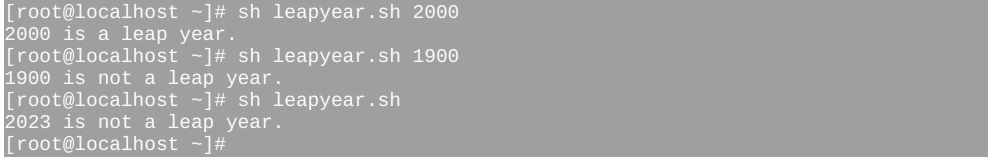 [root@localhost ~]# sh leapyear.sh 2000
2000 is a leap year.
[root@localhost ~]# sh leapyear.sh 1900
1900 is not a leap year.
[root@localhost ~]# sh leapyear.sh
2023 is not a leap year.
[root@localhost ~]#